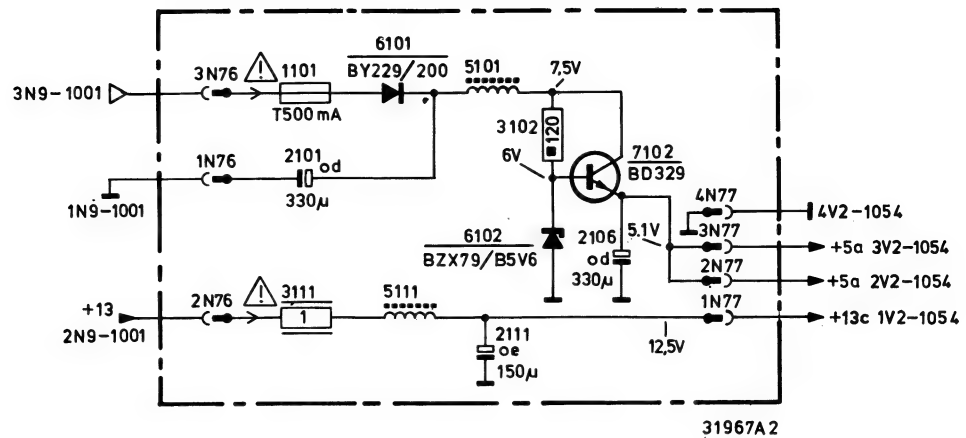 6101
BY229/200
3N9-1001
3N76
1101
T500mA
5101
7,5V
3102
120
6V
7102
BD329
1N76
2101
od
330μ
1N9-1001
4N77
4V2-1054
5.1V
3N77
+5a 3V2-1054
6102
BZX79/B5V6
2106
od
330μ
2N77
+5a 2V2-1054
+13
2N9-1001
2N76
3111
1
5111
1N77
+13c 1V2-1054
12,5V
2111
oe
150μ
31967A2